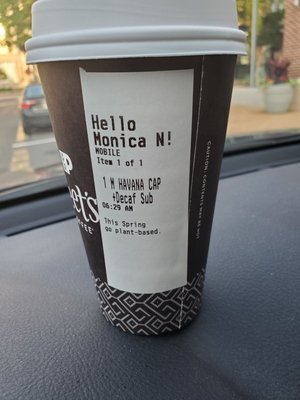 Hello
Monica N!
MOBILE
Item 1 of 1
1 M HAVANA CAP
+Decaf Sub
06:29 AM
This Spring
go plant-based.